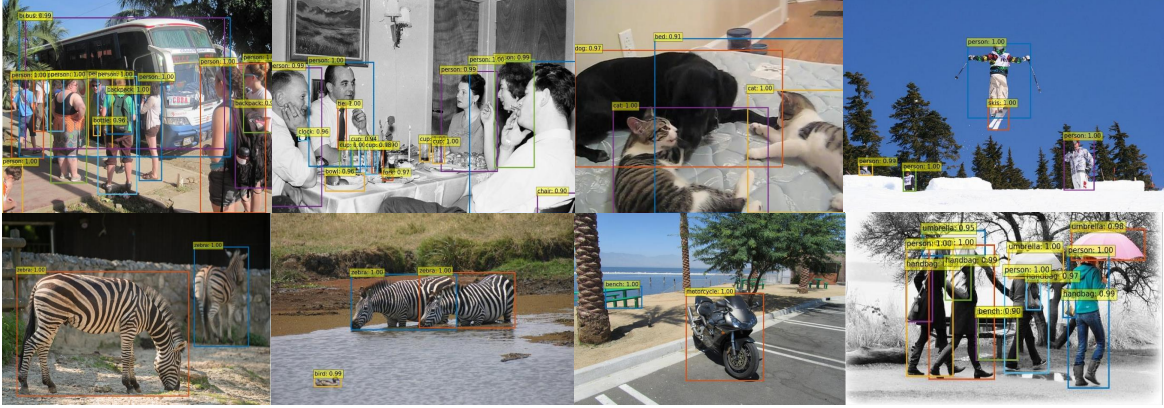 bus: 0.99
person: 1.00
person: 1.00
person: 1.00
person: 1.00
backpack: 1.00
backpack: 0.
bottle: 0.96
person: 1.00
person: 0.99
person: 1.00
person: 0.99
tie: 1.00
clock: 0.96
cup: 0.94
bowl: 0.96
fork: 0.97
chair: 0.90
dog: 0.97
bed: 0.91
cat: 1.00
cat: 1.00
person: 1.00
skis: 1.00
person: 1.00
person: 0.99
1.00
zebra: 1.00
zebra: 1.00
zebra: 1.00
zebra: 1.00
bird: 0.99
bench: 1.00
motorcycle: 1.00
umbrella: 0.95
umbrella: 0.98
person: 1.00
1.00
umbrella: 1.00
person: 1.00
handbag
handbag: 0.99
person: 1.00
0.97
handbag: 0.99
bench: 0.90